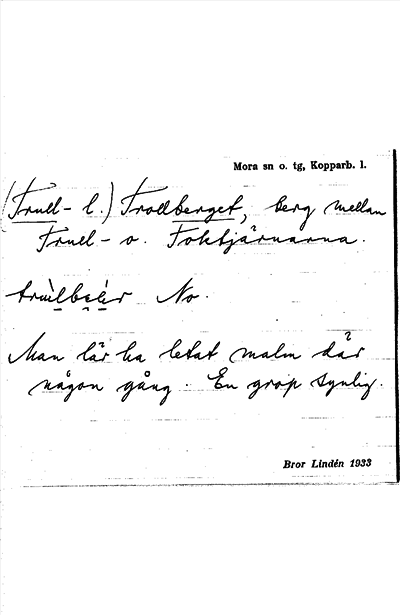 Mora sn o. tg, Kopparb. l.
(Trull- l.) Trollberget, berg mellan
Trull- o. Foktjärnarna.
No.
Man lär ha letat malm där
någon gång. En grop synlig.
Bror Lindén 1933